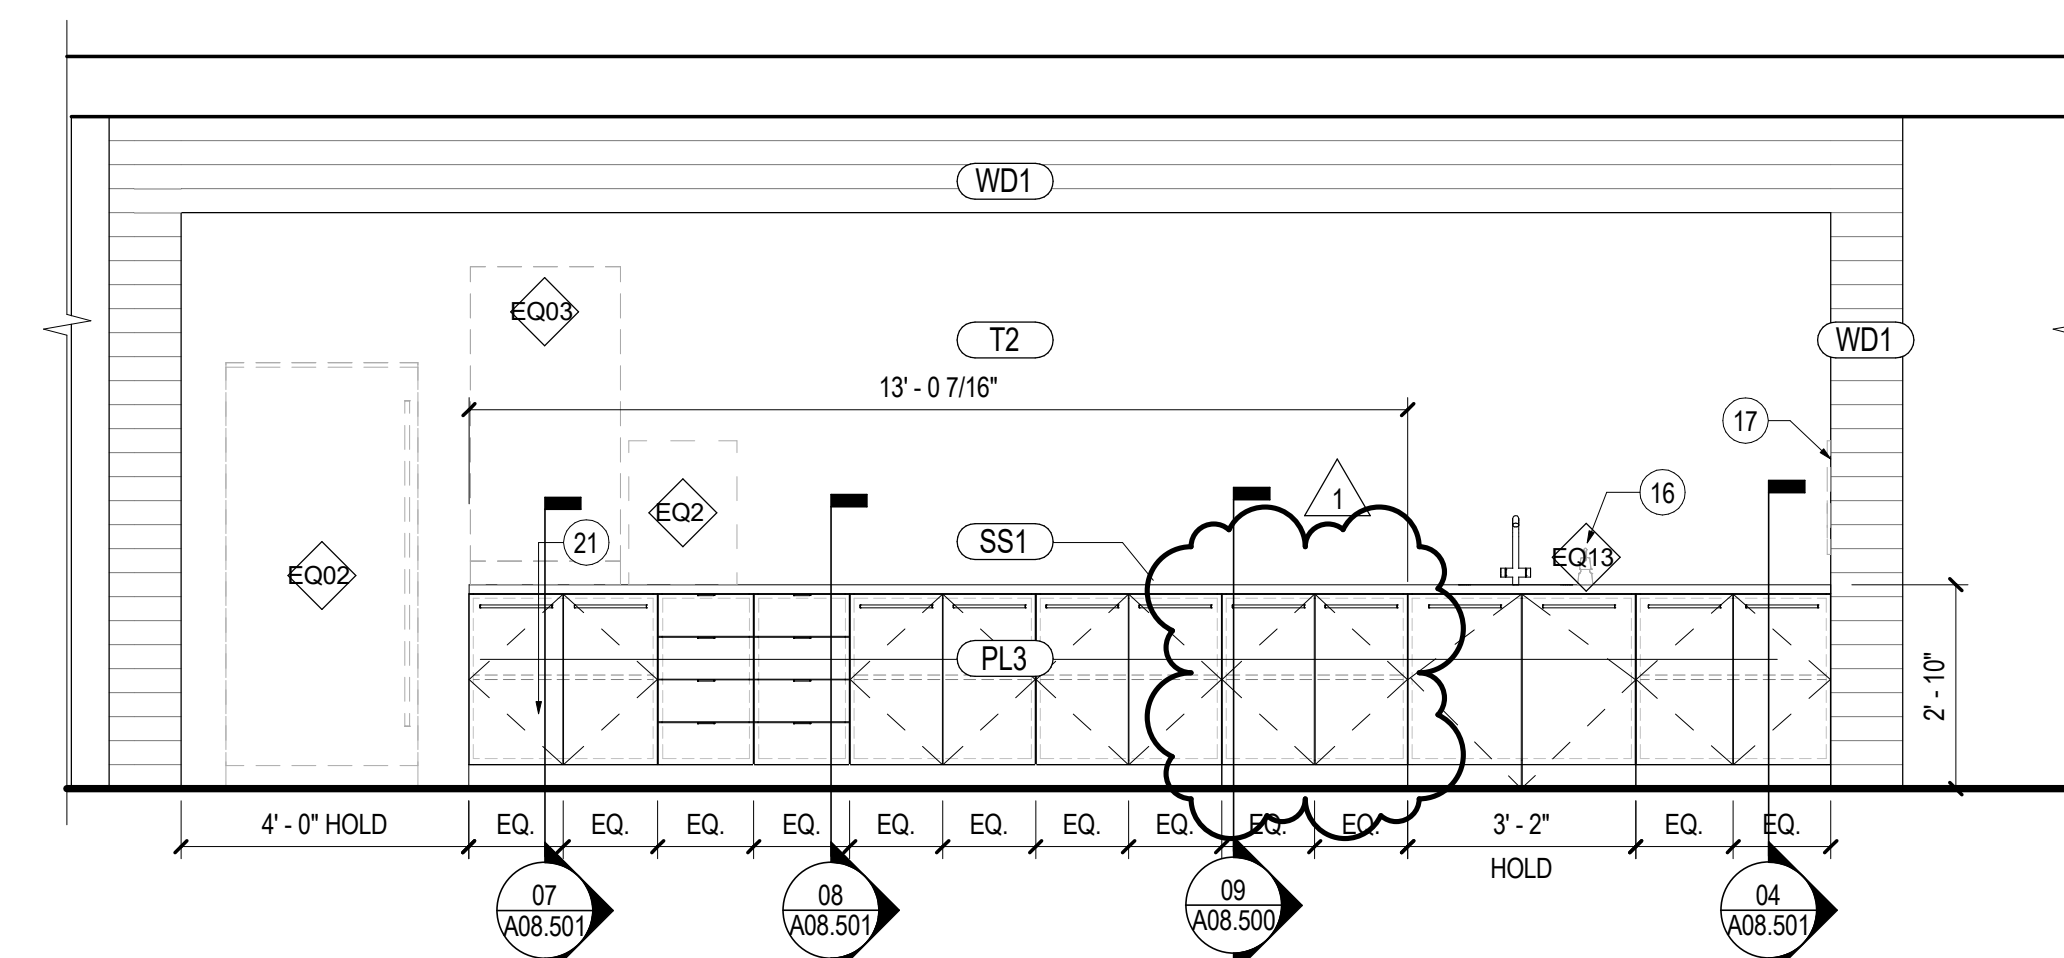 WD1
EQ03
T2
WD1
13' - 0 7/16"
17
1
16
EQ2
21
SS1
EQ13
EQ02
PL3
2' - 10"
4' - 0" HOLD
EQ.
EQ.
EQ.
EQ.
EQ.
EQ.
EQ.
EQ.
EQ.
EQ.
3' - 2"
HOLD
EQ.
EQ.
07
A08.501
08
A08.501
09
A08.500
04
A08.501